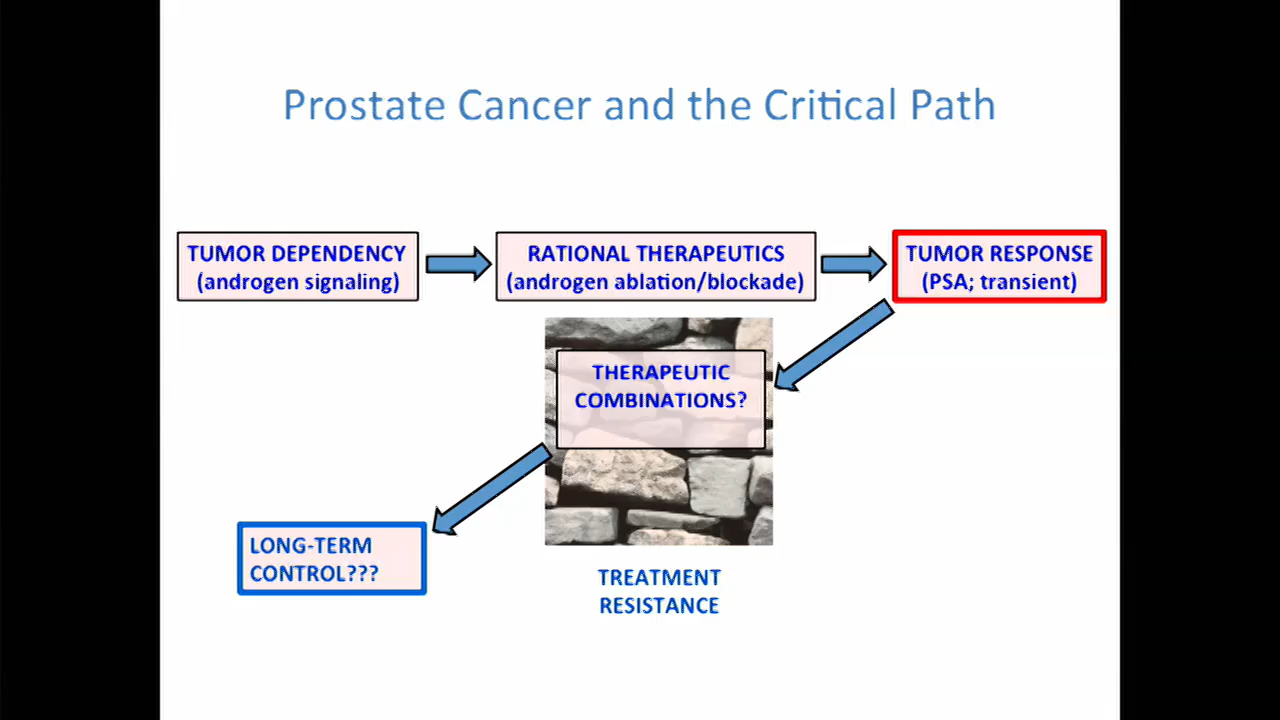 Prostate Cancer and the Critical Path
TUMOR DEPENDENCY
(androgen signaling)
RATIONAL THERAPEUTICS
(androgen ablation/blockade)
TUMOR RESPONSE
(PSA; transient)
THERAPEUTIC
COMBINATIONS?
LONG-TERM
CONTROL???
TREATMENT
RESISTANCE